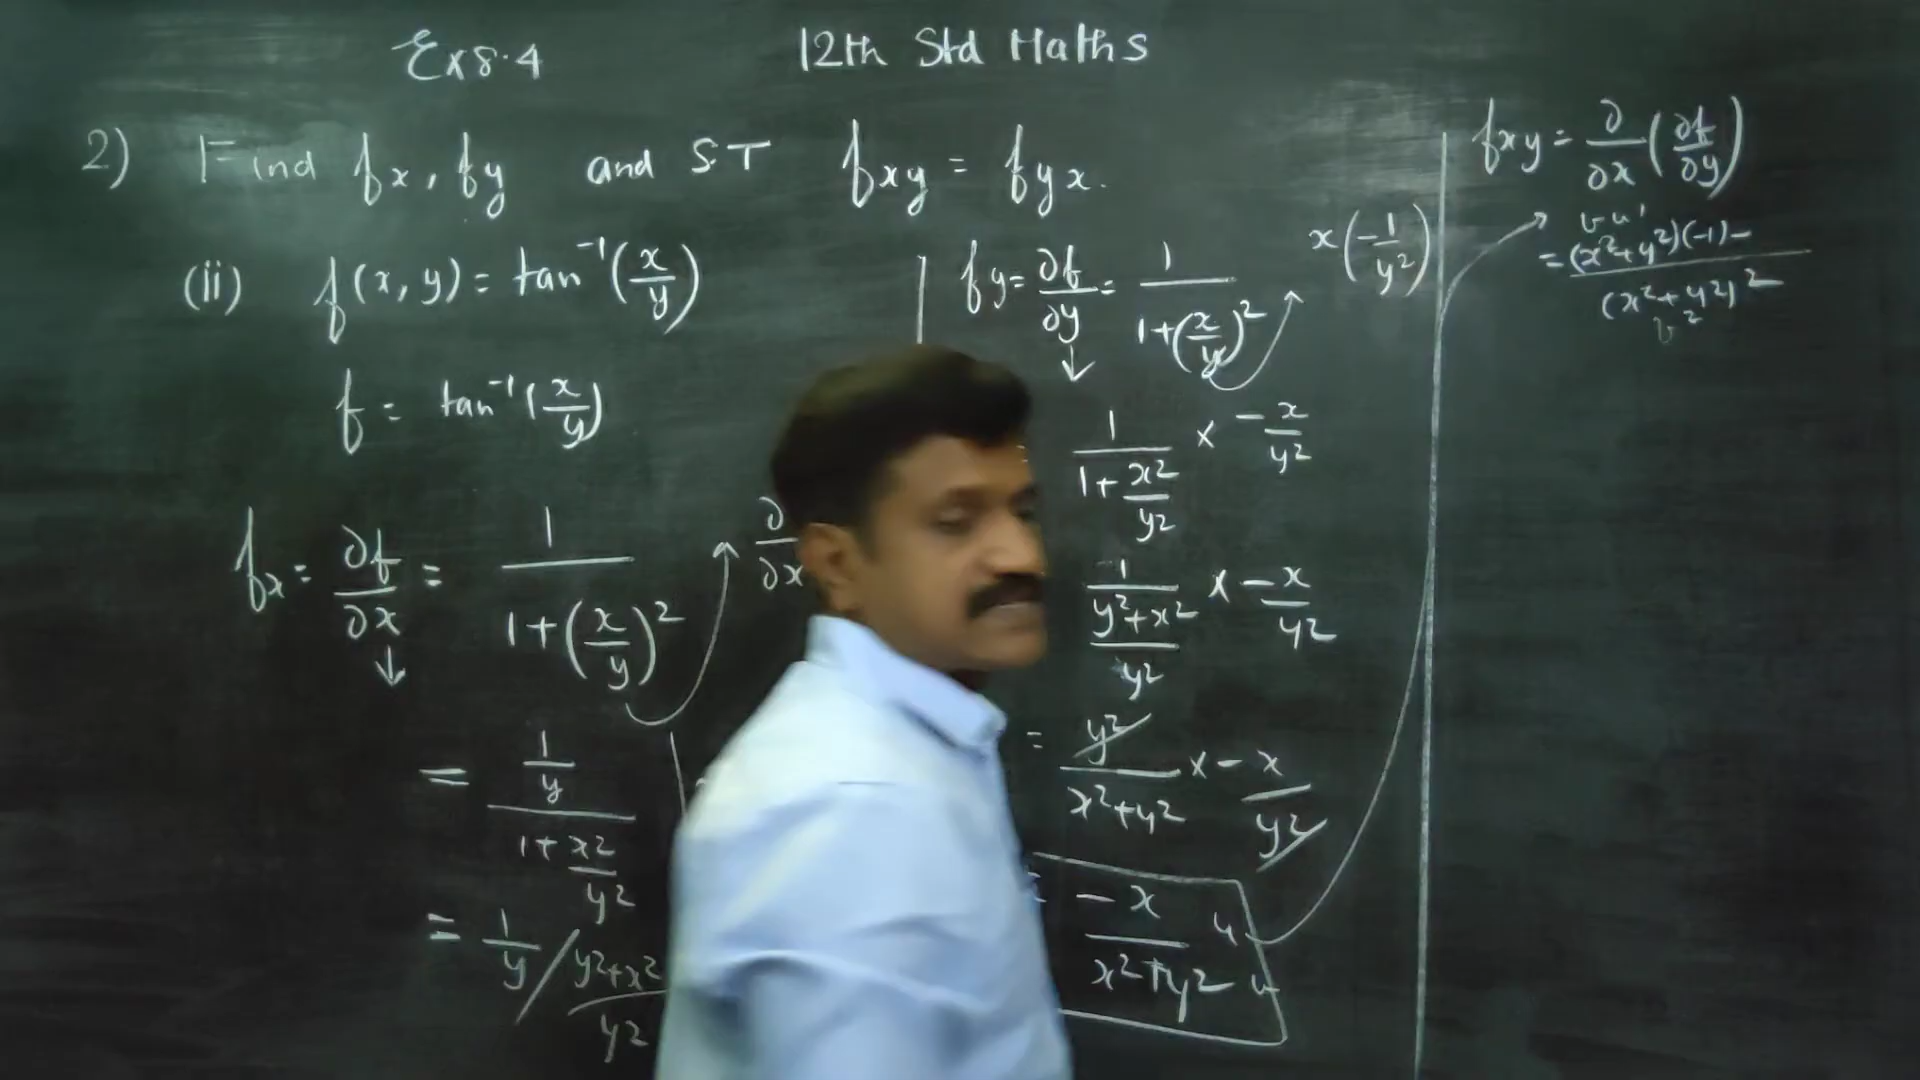 Ex 8.4 12th Std Maths
2) Find fx, fy and S.T fxy = fyx.
(ii) f(x, y) = tan⁻¹(x/y)
f = tan⁻¹(x/y)
fx = ∂f/∂x = 1/(1+(x/y)²) ∂/∂x
= (1/y)/(1+x²/y²)
= 1/y / (y²+x²)/y²
fy = ∂f/∂y = 1/(1+(x/y)²) x(-1/y²)
1/(1+x²/y²) × -x/y²
1/((y²+x²)/y²) × -x/y²
= y²/(x²+y²) × -x/y²
= -x/(x²+y²) u v
fxy = ∂/∂x (∂f/∂y)
v u'
= (x²+y²)(-1) - / (x²+y²)²
v²